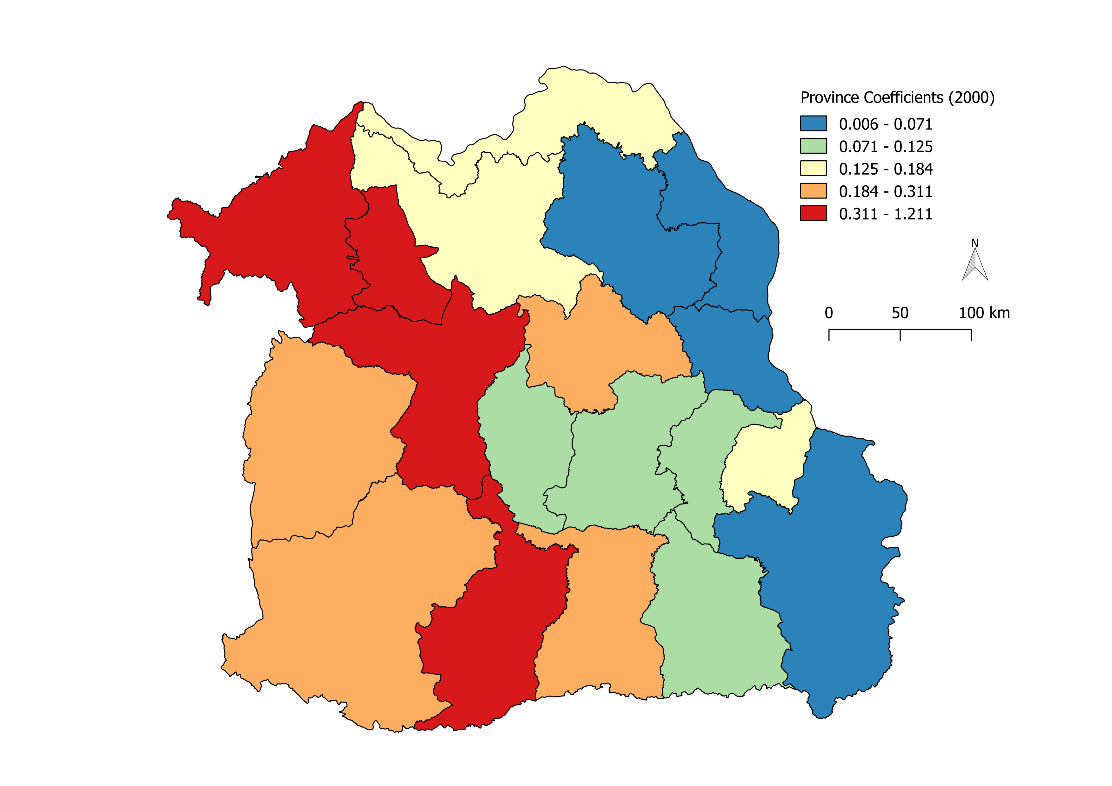 Province Coefficients (2000)
0.006 - 0.071
0.071 - 0.125
0.125 - 0.184
0.184 - 0.311
0.311 - 1.211
N
0 50 100 km